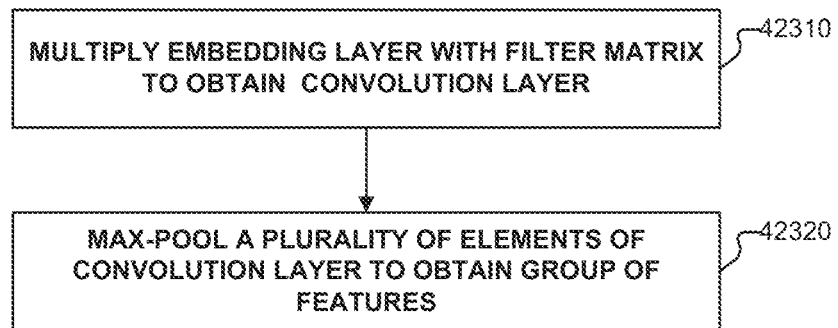 MULTIPLY EMBEDDING LAYER WITH FILTER MATRIX
TO OBTAIN CONVOLUTION LAYER
42310
MAX-POOL A PLURALITY OF ELEMENTS OF
CONVOLUTION LAYER TO OBTAIN GROUP OF
FEATURES
42320